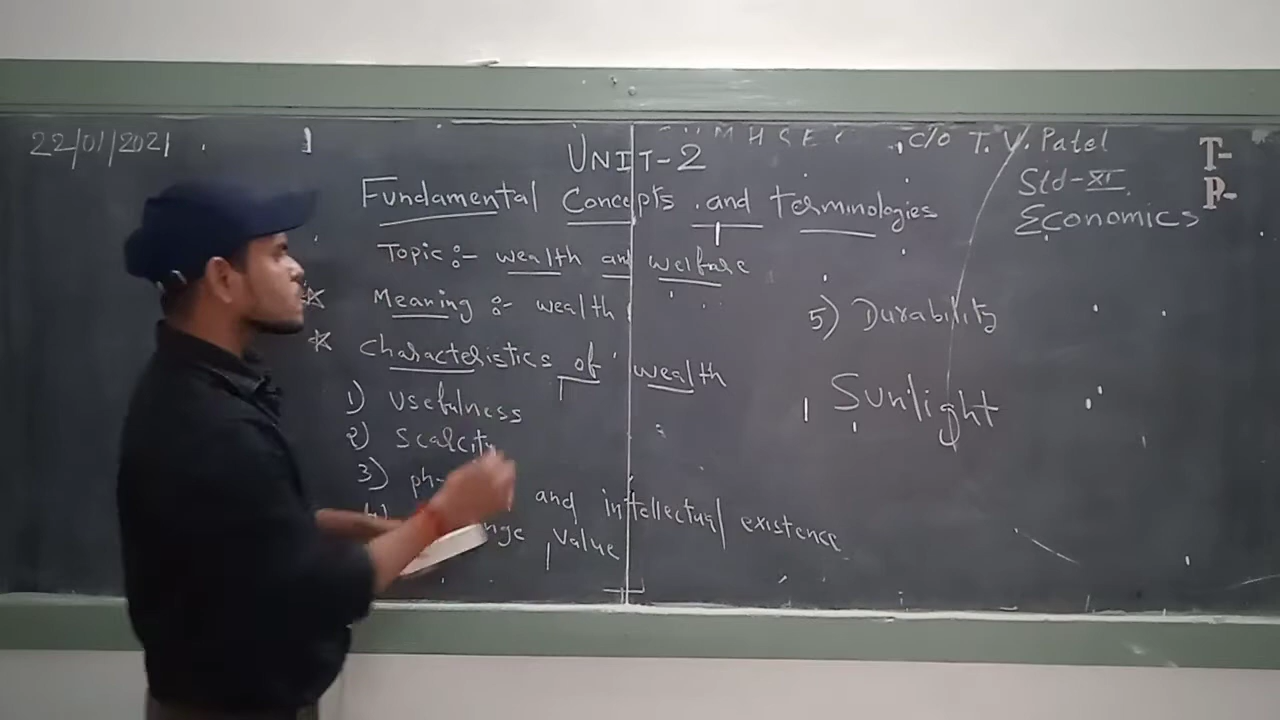 22/01/2021
UNIT-2
c/o T. V. Patel
Std-XI
Economics
T-
P-
Fundamental Concepts and terminologies
Topic :- wealth and welfare
Meaning :- wealth
characteristics of wealth
1) usefulness
2) scarcity
3) ph and intellectual existence
nge value
5) Durability
Sunlight